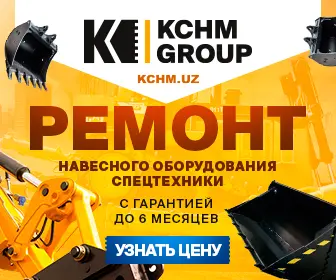 KCHM
GROUP
KCHM.UZ
РЕМОНТ
НАВЕСНОГО ОБОРУДОВАНИЯ
СПЕЦТЕХНИКИ
С ГАРАНТИЕЙ
ДО 6 МЕСЯЦЕВ
УЗНАТЬ ЦЕНУ